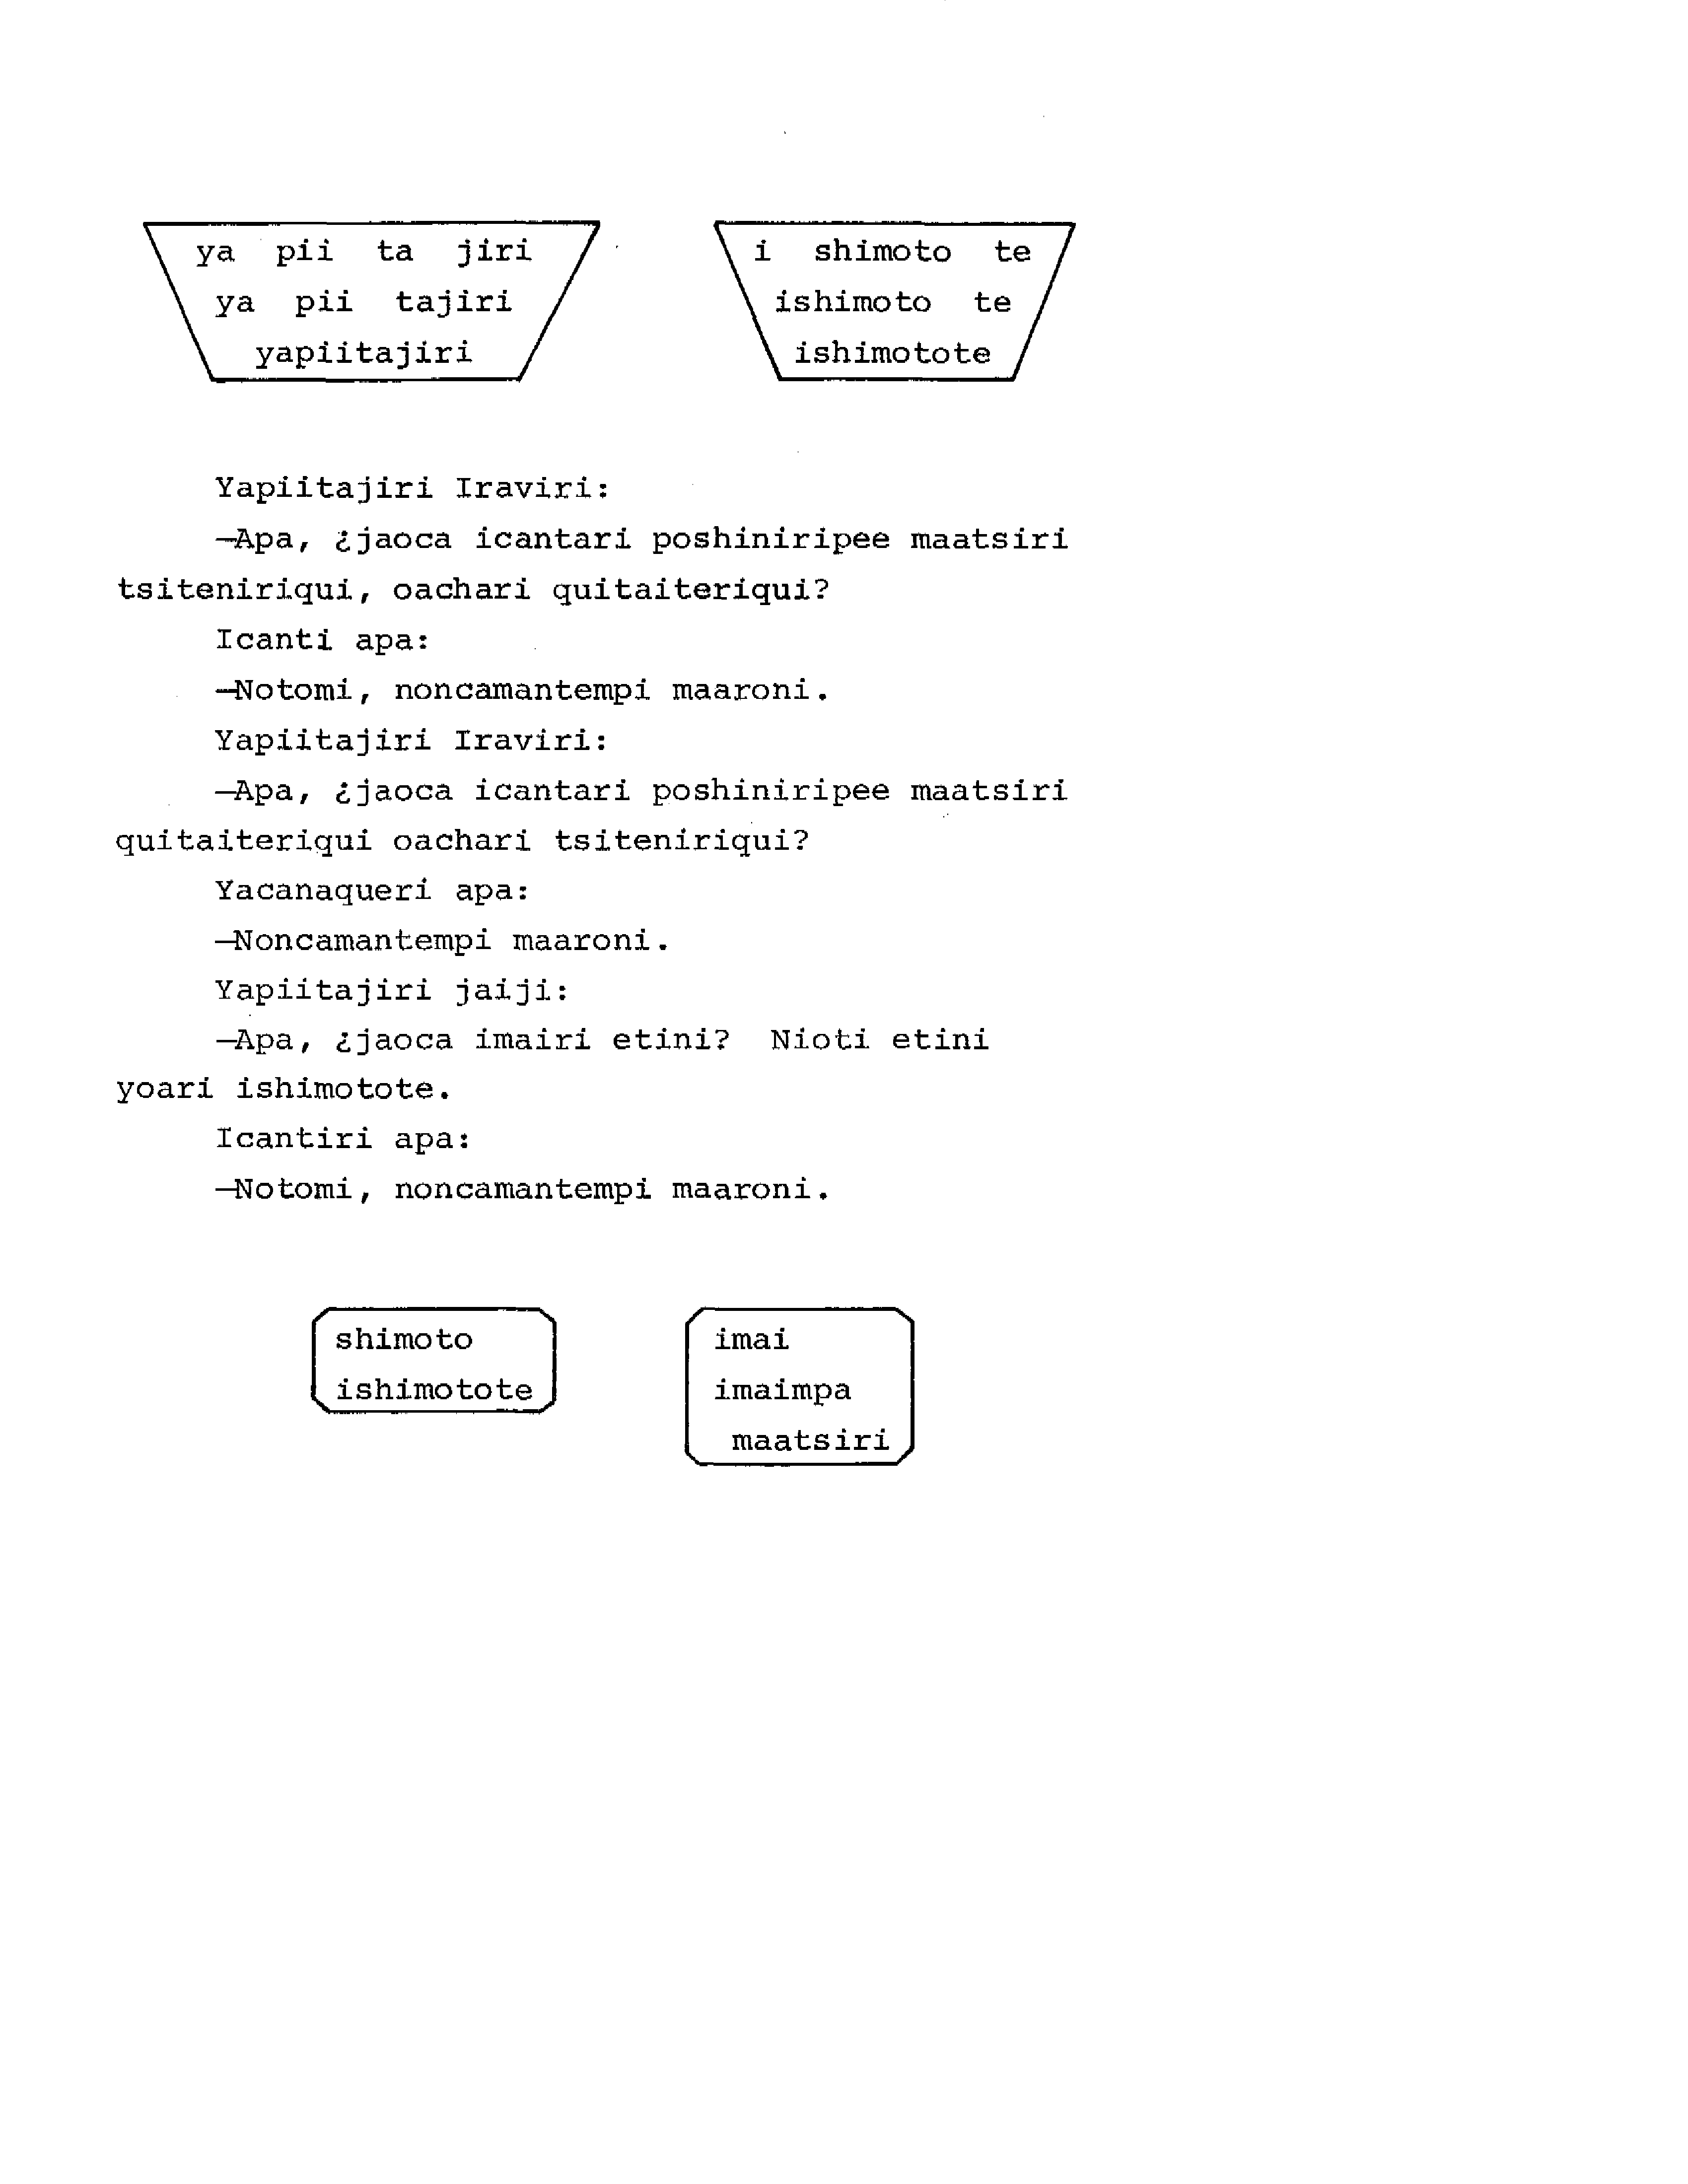 ya pii ta jiri
ya pii tajiri
yapiitajiri
i shimoto te
ishimoto te
ishimotote
Yapiitajiri Iraviri:
—Apa, ¿jaoca icantari poshiniripee maatsiri
tsiteniriqui, oachari quitaiteriqui?
Icanti apa:
—Notomi, noncamantempi maaroni.
Yapiitajiri Iraviri:
—Apa, ¿jaoca icantari poshiniripee maatsiri
quitaiteriqui oachari tsiteniriqui?
Yacanaqueri apa:
—Noncamantempi maaroni.
Yapiitajiri jaiji:
—Apa, ¿jaoca imairi etini? Nioti etini
yoari ishimotote.
Icantiri apa:
—Notomi, noncamantempi maaroni.
shimoto
ishimotote
imai
imaimpa
maatsiri